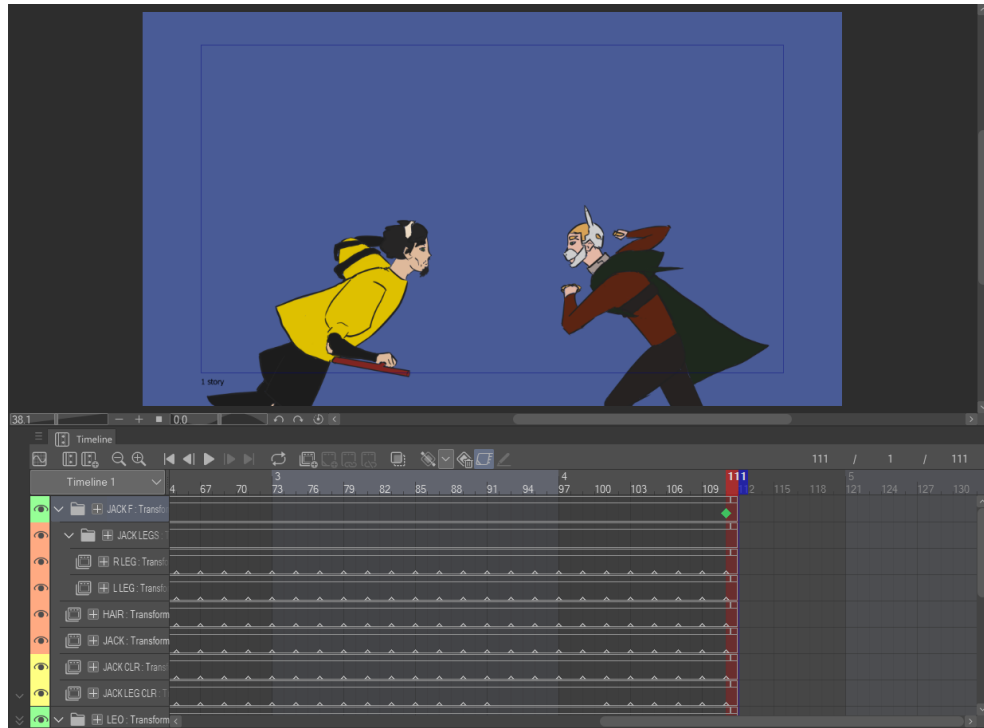 1 story
38.1 0.0
Timeline
111 / 1 / 111
Timeline 1
3 4 111 5
4 67 70 73 76 79 82 85 88 91 94 97 100 103 106 109 112 115 118 121 124 127 130
JACK F : Transfo
JACK LEGS : T
R LEG : Transfo
L LEG : Transfo
HAIR : Transform
JACK : Transform
JACK CLR : Transf
JACK LEG CLR : T
LEO : Transform